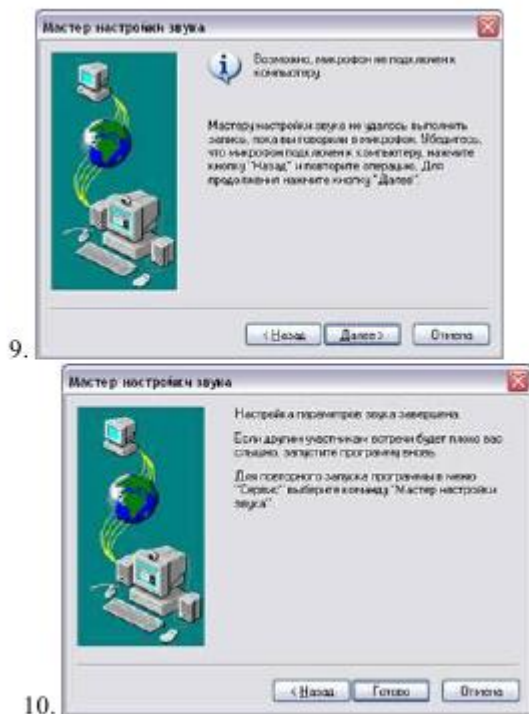 Мастер настройки звука
Возможно, микрофон не подключен к
компьютеру.
Мастеру настройки звука не удалось выполнить
запись, пока вы говорили в микрофон. Убедитесь,
что микрофон подключен к компьютеру, нажмите
кнопку "Назад" и повторите операцию. Для
продолжения нажмите кнопку "Далее".
< Назад Далее > Отмена
9.
Мастер настройки звука
Настройка параметров звука завершена.
Если другим участникам встречи будет плохо вас
слышно, запустите программу вновь.
Для повторного запуска программы в меню
"Сервис" выберите команду "Мастер настройки
звука".
< Назад Готово Отмена
10.